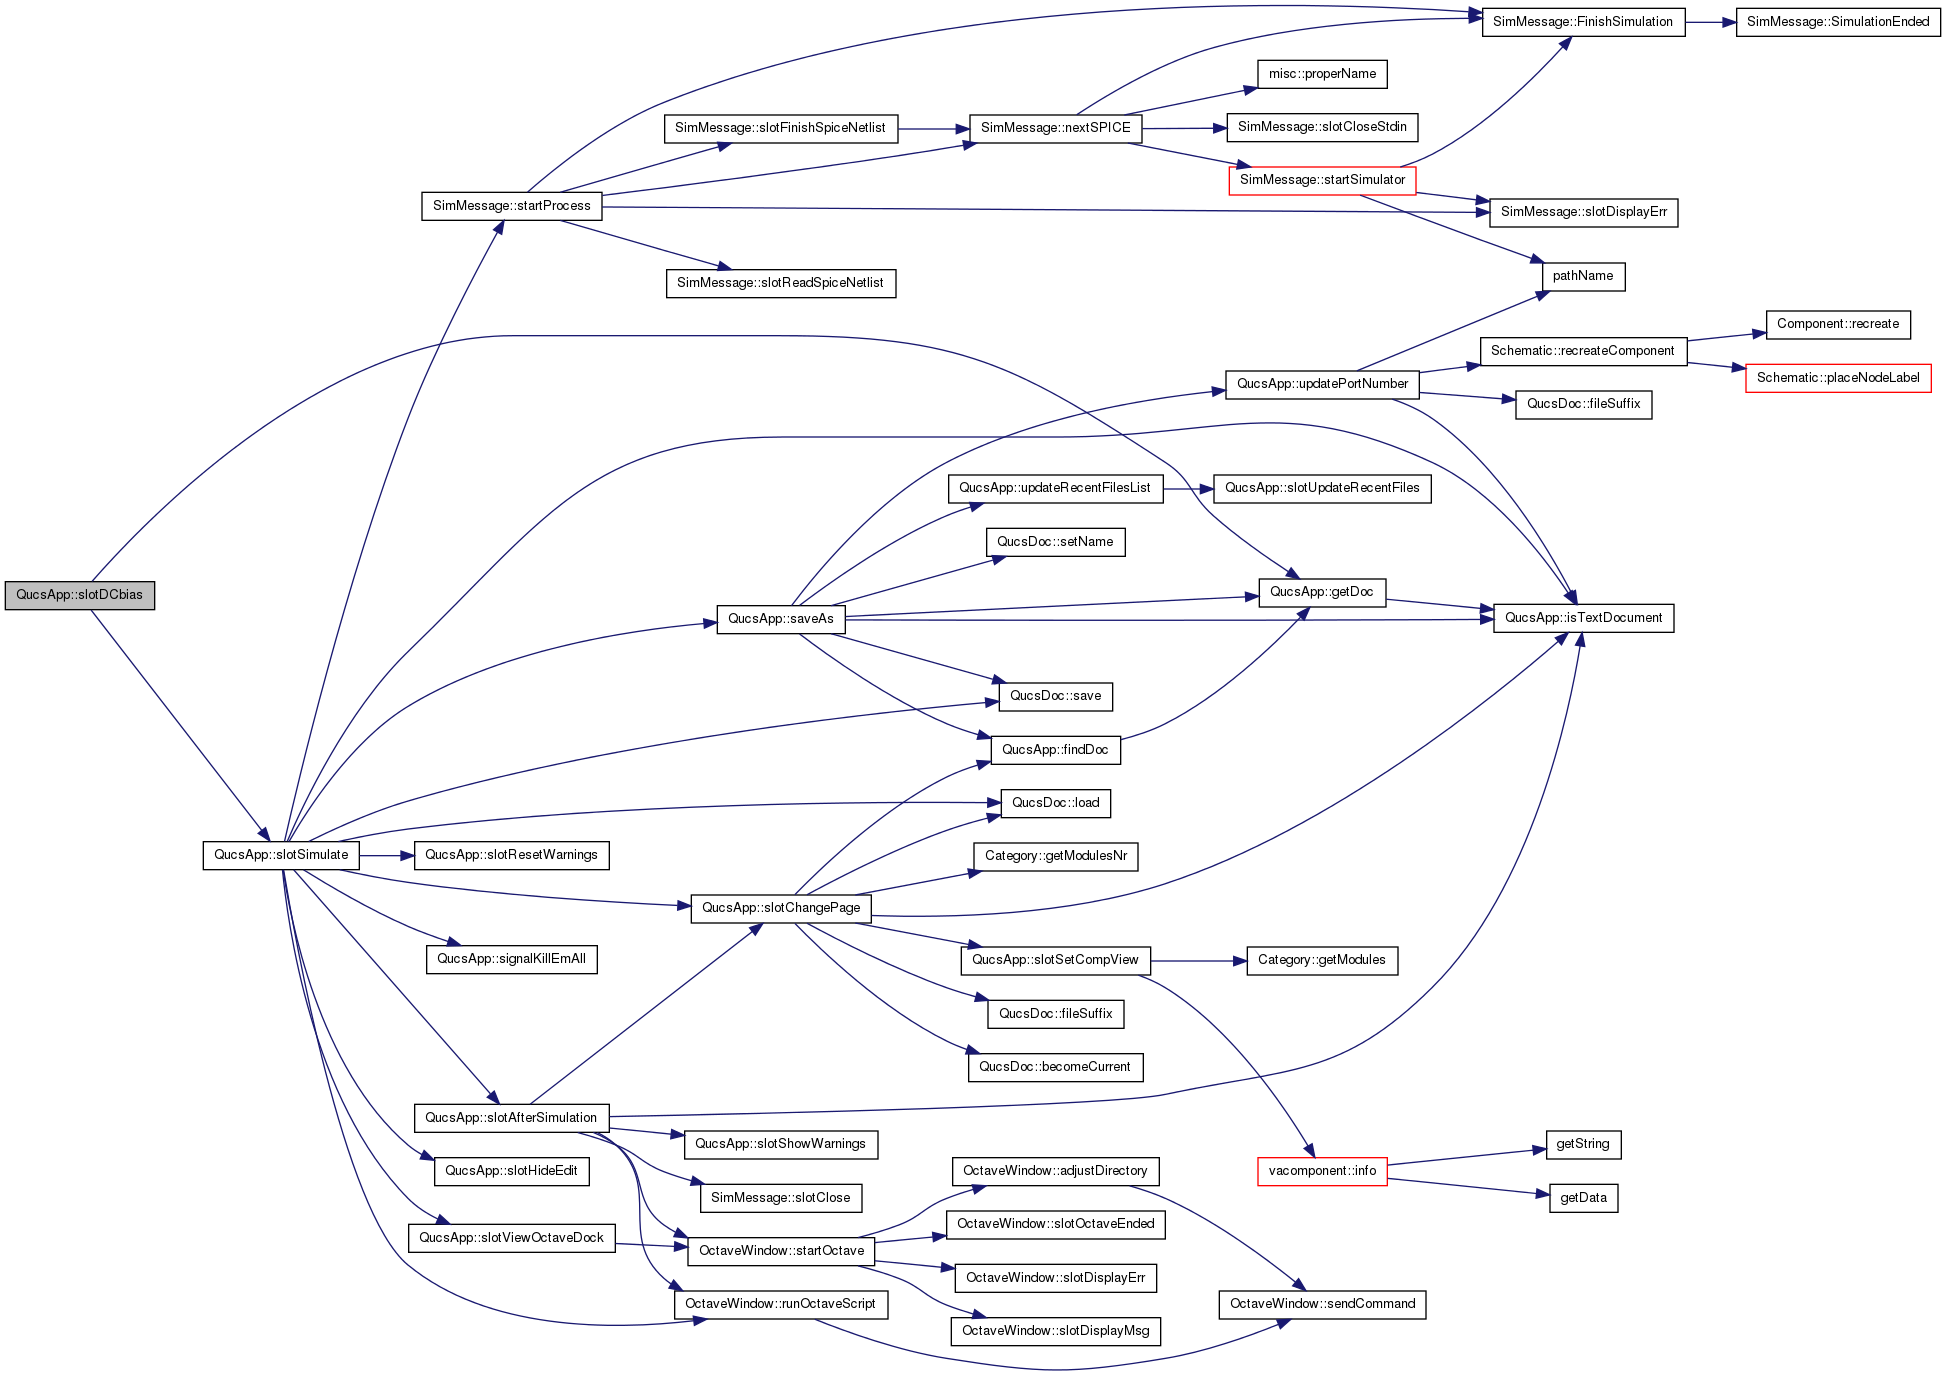 SimMessage::FinishSimulation
SimMessage::SimulationEnded
misc::properName
SimMessage::slotFinishSpiceNetlist
SimMessage::nextSPICE
SimMessage::slotCloseStdin
SimMessage::startSimulator
SimMessage::startProcess
SimMessage::slotDisplayErr
SimMessage::slotReadSpiceNetlist
pathName
Component::recreate
Schematic::recreateComponent
Schematic::placeNodeLabel
QucsApp::updatePortNumber
QucsDoc::fileSuffix
QucsApp::updateRecentFilesList
QucsApp::slotUpdateRecentFiles
QucsDoc::setName
QucsApp::slotDCbias
QucsApp::getDoc
QucsApp::saveAs
QucsApp::isTextDocument
QucsDoc::save
QucsApp::findDoc
QucsDoc::load
QucsApp::slotSimulate
QucsApp::slotResetWarnings
Category::getModulesNr
QucsApp::slotChangePage
QucsApp::signalKillEmAll
QucsApp::slotSetCompView
Category::getModules
QucsDoc::fileSuffix
QucsDoc::becomeCurrent
QucsApp::slotAfterSimulation
QucsApp::slotShowWarnings
getString
QucsApp::slotHideEdit
OctaveWindow::adjustDirectory
vacomponent::info
SimMessage::slotClose
getData
QucsApp::slotViewOctaveDock
OctaveWindow::slotOctaveEnded
OctaveWindow::startOctave
OctaveWindow::slotDisplayErr
OctaveWindow::runOctaveScript
OctaveWindow::sendCommand
OctaveWindow::slotDisplayMsg